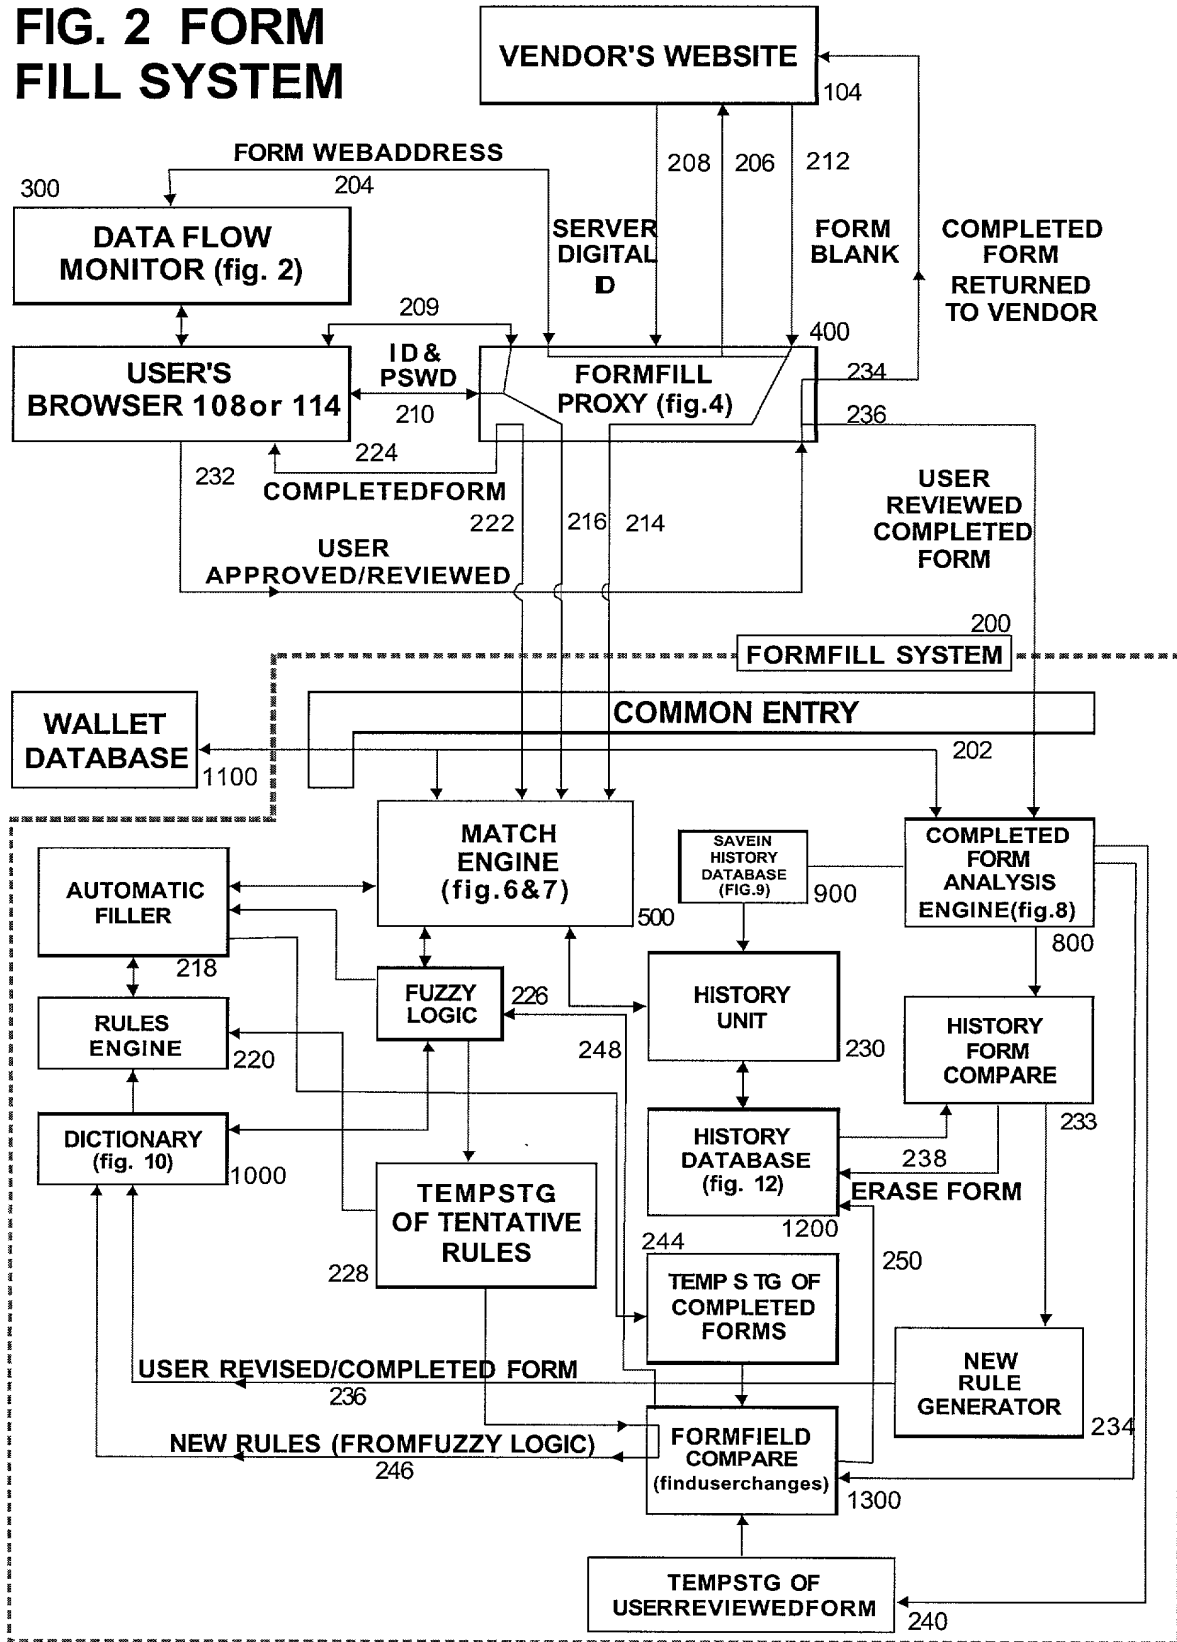 FIG. 2 FORM
FILL SYSTEM
VENDOR'S WEBSITE
104
FORM WEBADDRESS
204
208
206
212
300
DATA FLOW
MONITOR (fig. 2)
SERVER
DIGITAL
ID
FORM
BLANK
COMPLETED
FORM
RETURNED
TO VENDOR
209
400
USER'S
BROWSER 108or 114
ID &
PSWD
210
FORMFILL
PROXY (fig.4)
234
236
224
232
COMPLETEDFORM
222
216
214
USER
REVIEWED
COMPLETED
FORM
USER
APPROVED/REVIEWED
200
FORMFILL SYSTEM
WALLET
DATABASE
1100
COMMON ENTRY
202
MATCH
ENGINE
(fig.6&7)
500
SAVEIN
HISTORY
DATABASE
(FIG.9)
900
COMPLETED
FORM
ANALYSIS
ENGINE(fig.8)
800
AUTOMATIC
FILLER
218
FUZZY
LOGIC
226
HISTORY
UNIT
230
RULES
ENGINE
220
248
HISTORY
FORM
COMPARE
233
DICTIONARY
(fig. 10)
1000
HISTORY
DATABASE
(fig. 12)
1200
238
ERASE FORM
TEMPSTG
OF TENTATIVE
RULES
228
244
TEMP S TG OF
COMPLETED
FORMS
250
USER REVISED/COMPLETED FORM
236
NEW
RULE
GENERATOR
234
NEW RULES (FROMFUZZY LOGIC)
246
FORMFIELD
COMPARE
(finduserchanges)
1300
TEMPSTG OF
USERREVIEWEDFORM
240